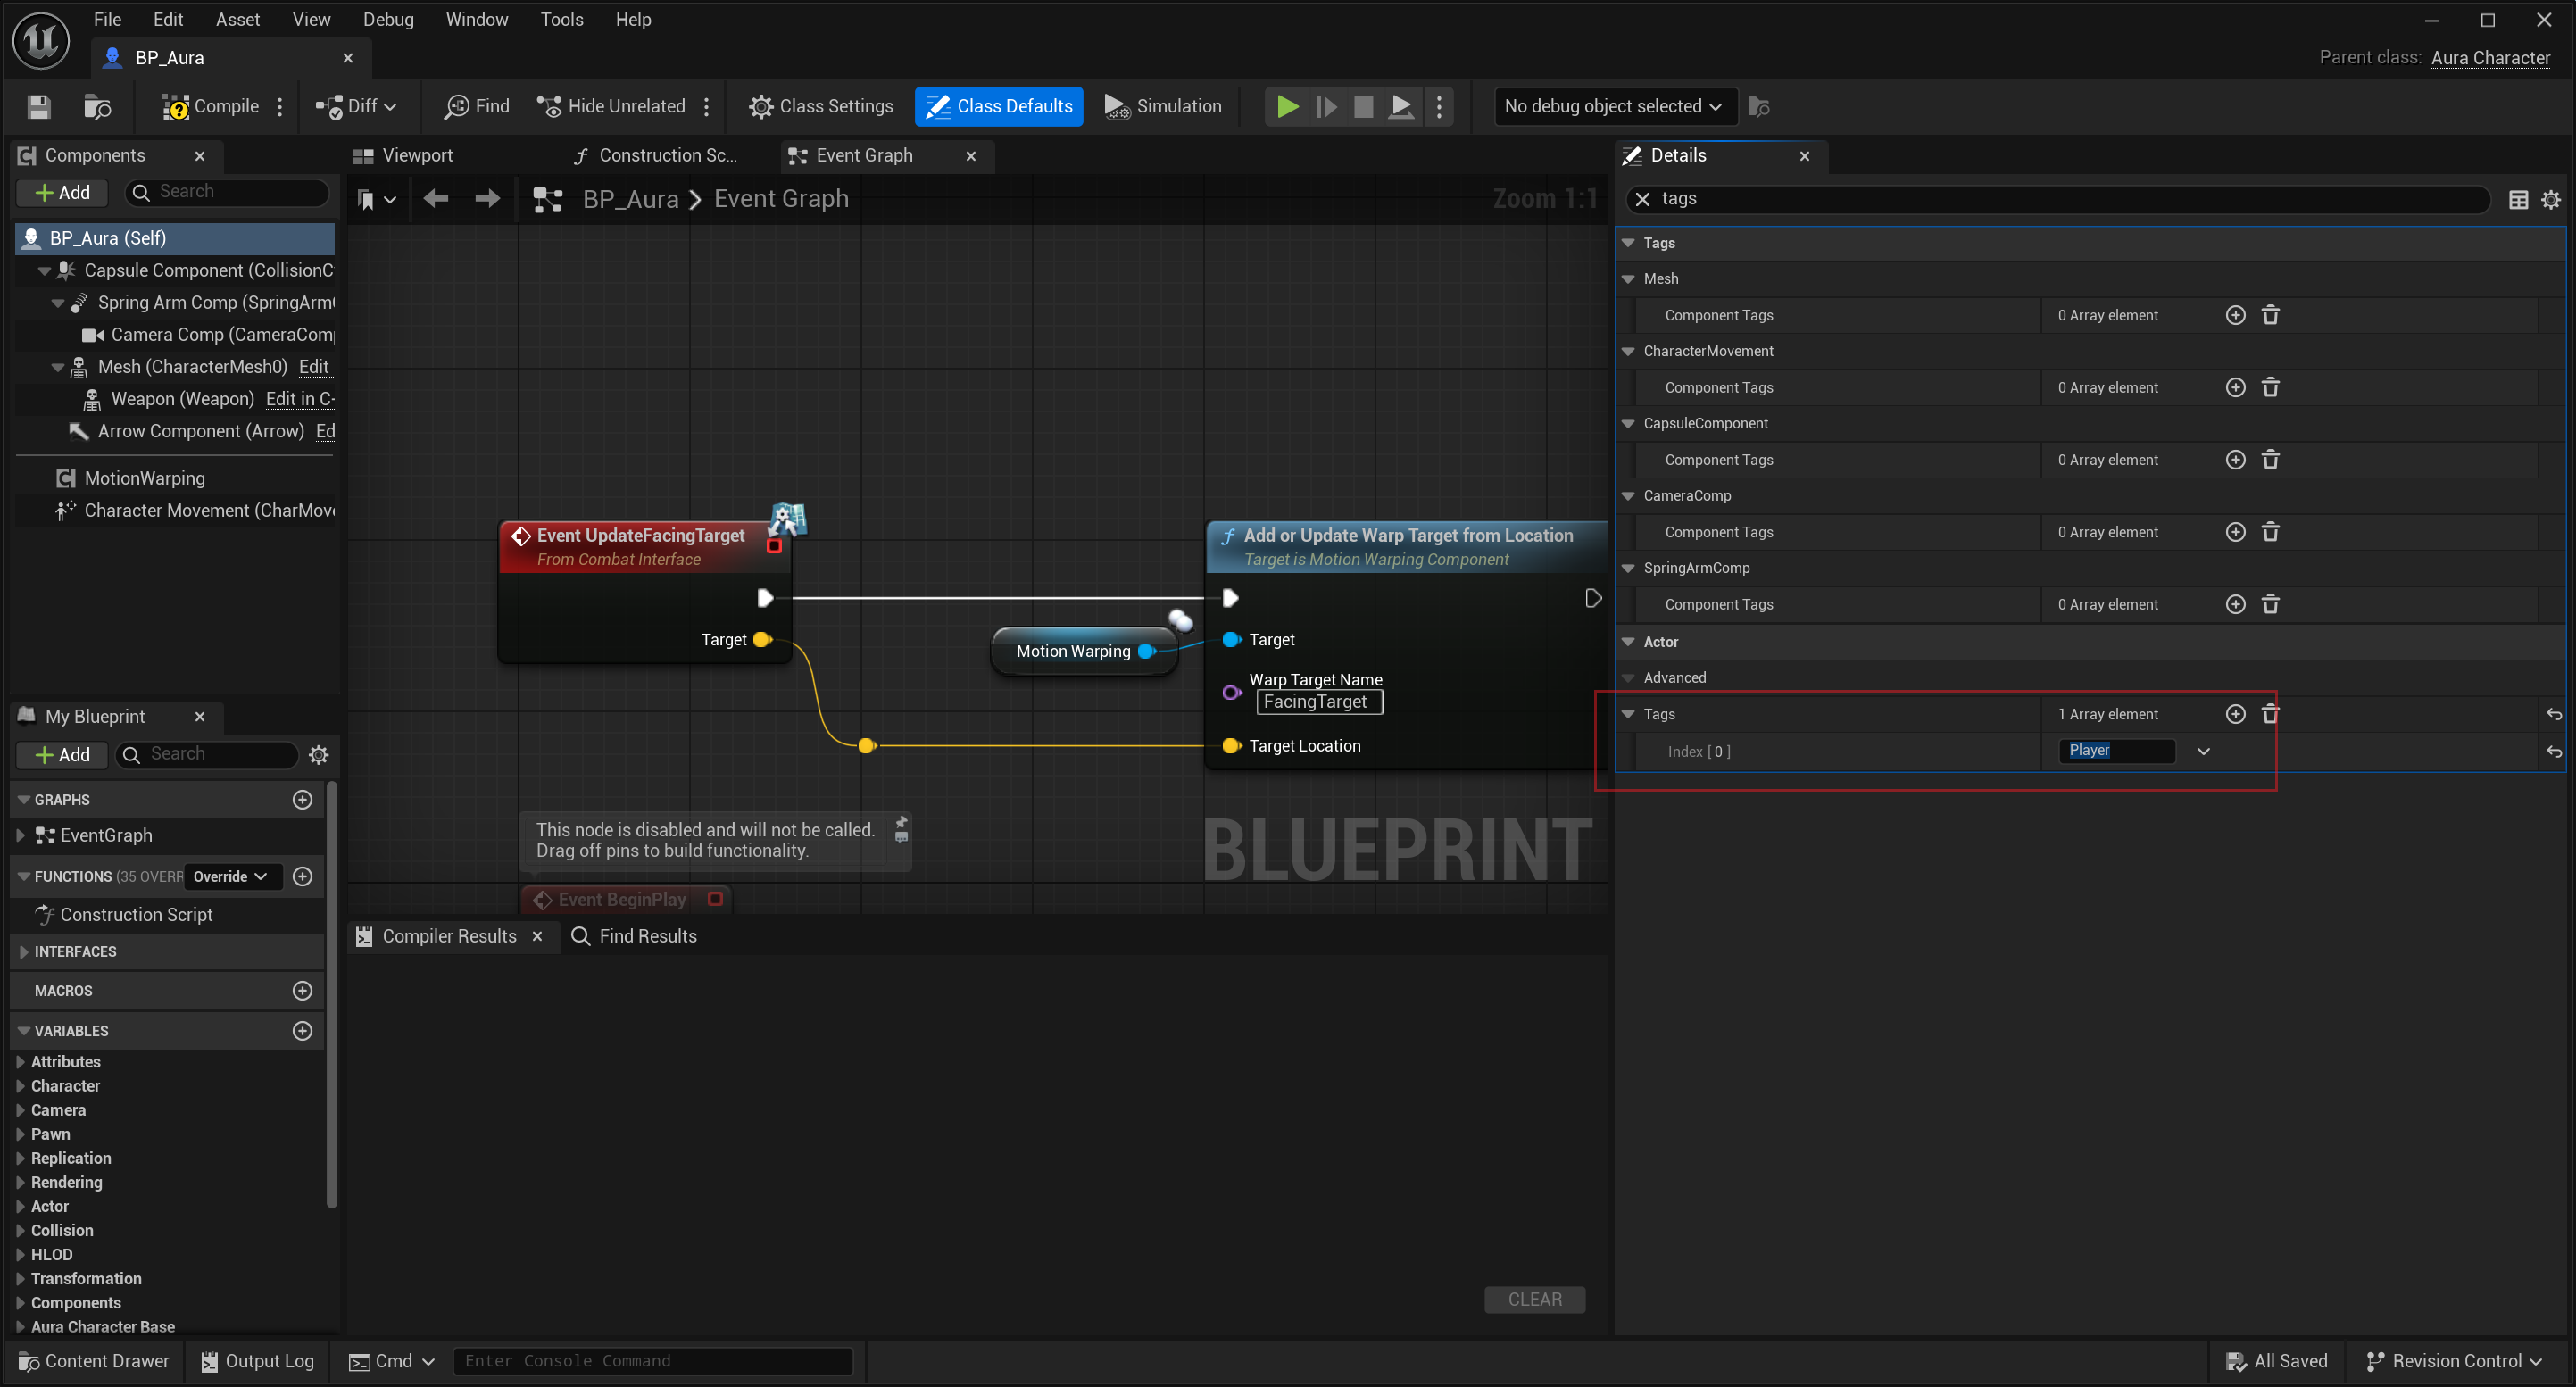 File Edit Asset View Debug Window Tools Help
BP_Aura
Parent class: Aura Character
Compile Diff Find Hide Unrelated Class Settings Class Defaults Simulation No debug object selected
Components
Add Search
BP_Aura (Self)
Capsule Component (CollisionC
Spring Arm Comp (SpringArm
Camera Comp (CameraCom
Mesh (CharacterMesh0) Edit
Weapon (Weapon) Edit in C-
Arrow Component (Arrow) Ed
MotionWarping
Character Movement (CharMov
My Blueprint
Add Search
GRAPHS
EventGraph
FUNCTIONS (35 OVERR Override
Construction Script
INTERFACES
MACROS
VARIABLES
Attributes
Character
Camera
Pawn
Replication
Rendering
Actor
Collision
HLOD
Transformation
Components
Aura Character Base
Viewport Construction Sc... Event Graph
BP_Aura > Event Graph Zoom 1:1
Event UpdateFacingTarget
From Combat Interface
Target
Motion Warping
Add or Update Warp Target from Location
Target is Motion Warping Component
Target
Warp Target Name
FacingTarget
Target Location
This node is disabled and will not be called.
Drag off pins to build functionality.
Event BeginPlay
BLUEPRINT
Compiler Results Find Results
CLEAR
Details
tags
Tags
Mesh
Component Tags 0 Array element
CharacterMovement
Component Tags 0 Array element
CapsuleComponent
Component Tags 0 Array element
CameraComp
Component Tags 0 Array element
SpringArmComp
Component Tags 0 Array element
Actor
Advanced
Tags 1 Array element
Index [ 0 ] Player
Content Drawer Output Log Cmd Enter Console Command All Saved Revision Control